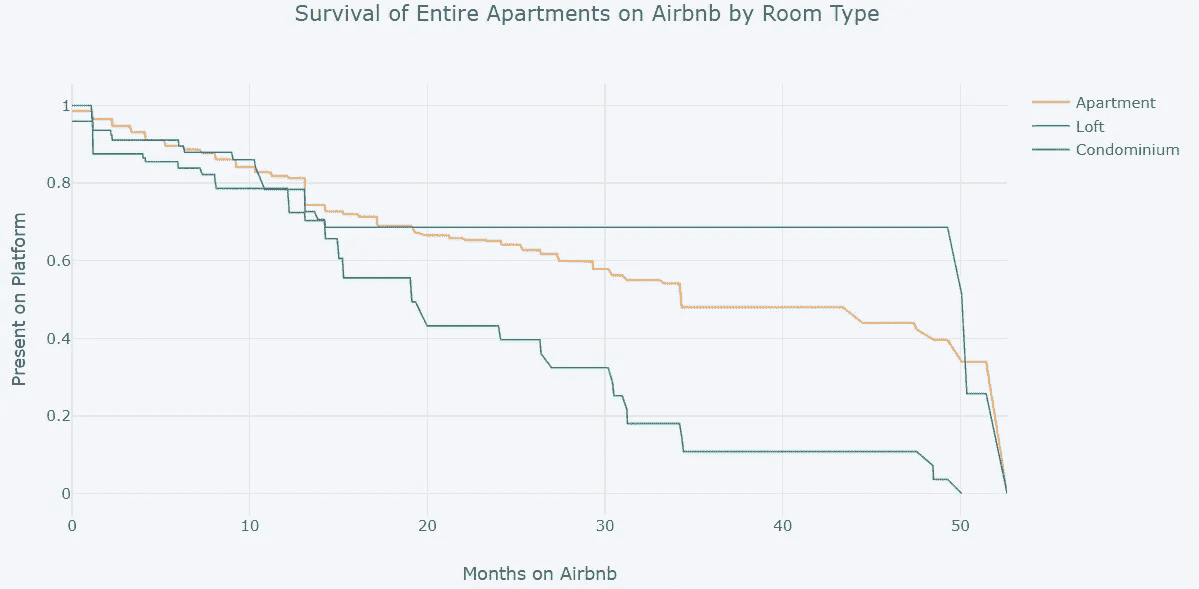 Survival of Entire Apartments on Airbnb by Room Type
Present on Platform
1
0.8
0.6
0.4
0.2
0
0
10
20
30
40
50
Months on Airbnb
Apartment
Loft
Condominium